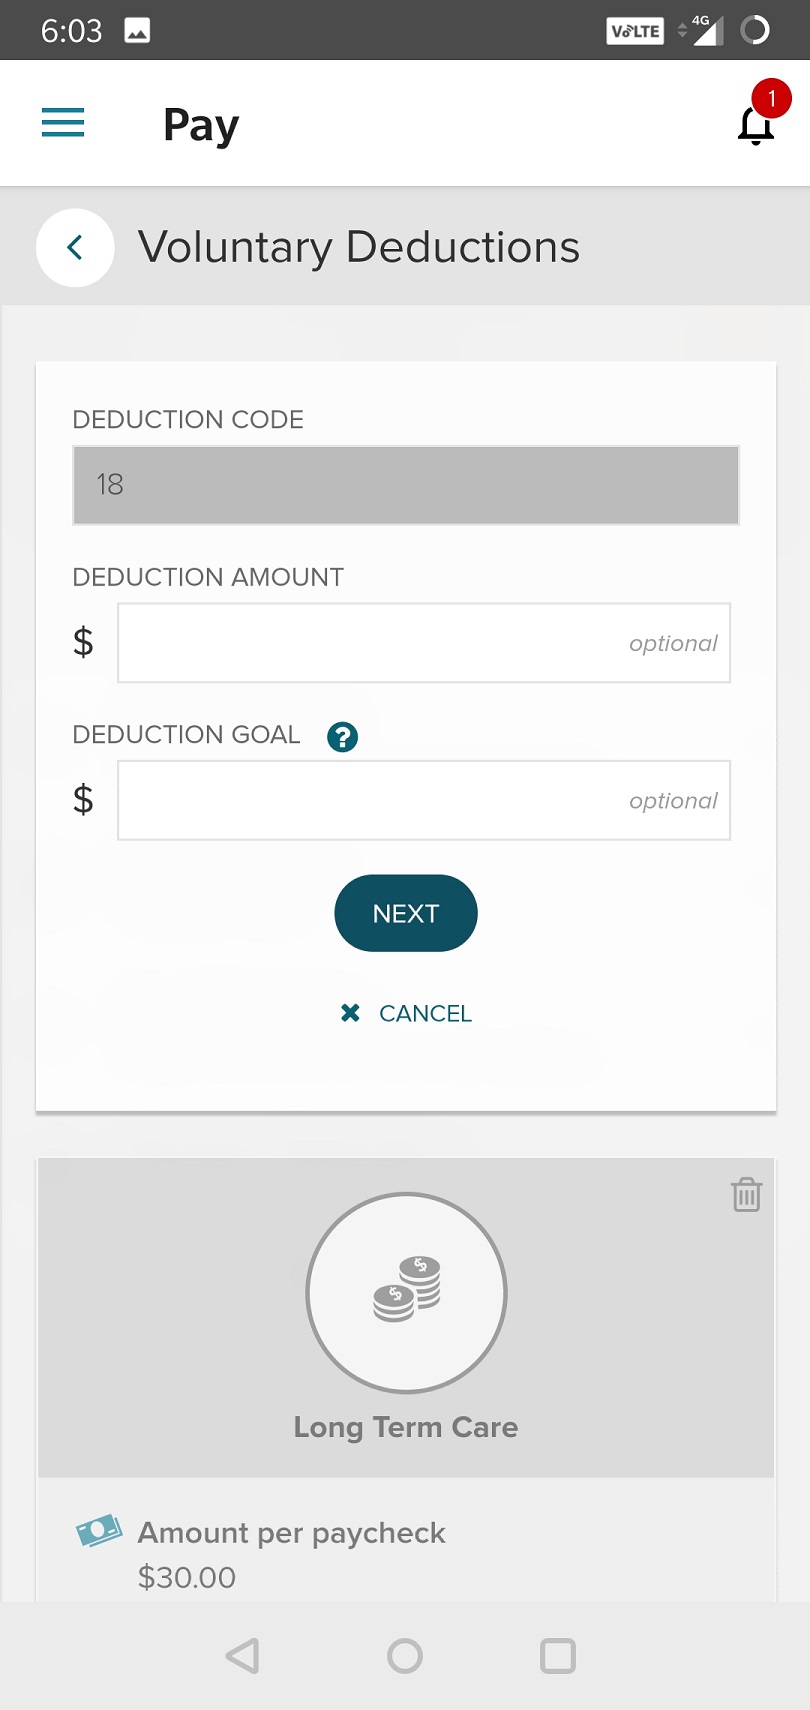 6:03
VoLTE 4G
Pay
1
Voluntary Deductions
DEDUCTION CODE
18
DEDUCTION AMOUNT
$ optional
DEDUCTION GOAL ?
$ optional
NEXT
✖ CANCEL
Long Term Care
Amount per paycheck
$30.00